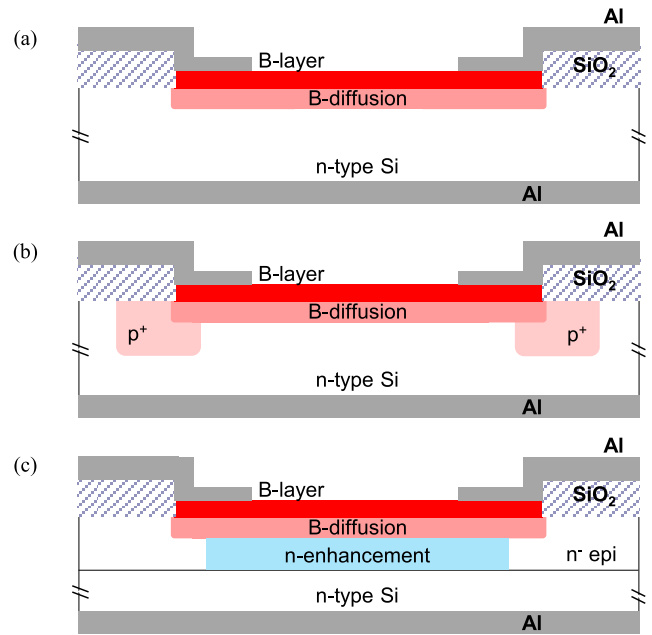 (a)
Al
B-layer
SiO₂
B-diffusion
n-type Si
Al
(b)
Al
B-layer
SiO₂
B-diffusion
p⁺ p⁺
n-type Si
Al
(c)
Al
B-layer
SiO₂
B-diffusion
n-enhancement n⁻ epi
n-type Si
Al